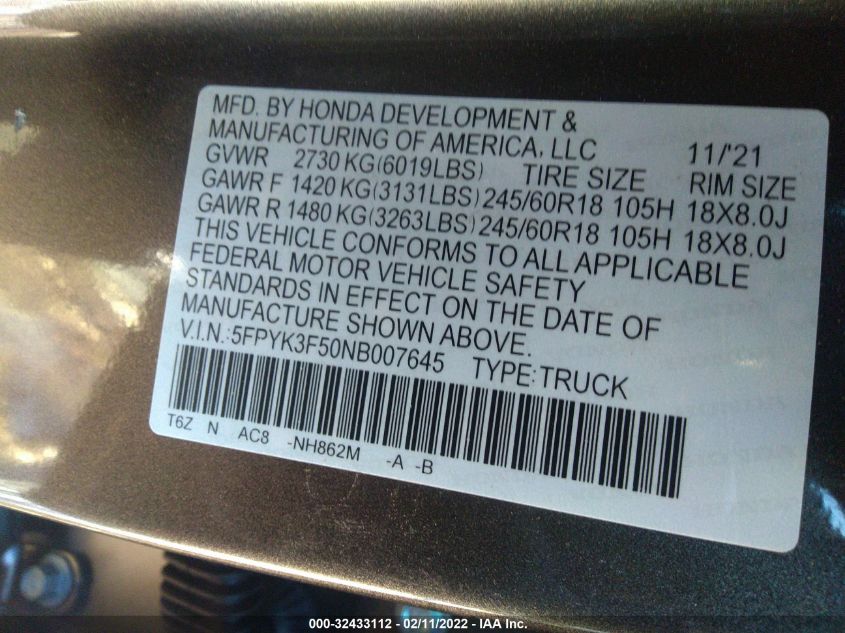 MFD. BY HONDA DEVELOPMENT &
MANUFACTURING OF AMERICA, LLC 11/'21
GVWR 2730 KG(6019LBS) TIRE SIZE RIM SIZE
GAWR F 1420 KG(3131LBS) 245/60R18 105H 18X8.0J
GAWR R 1480 KG(3263LBS) 245/60R18 105H 18X8.0J
THIS VEHICLE CONFORMS TO ALL APPLICABLE
FEDERAL MOTOR VEHICLE SAFETY
STANDARDS IN EFFECT ON THE DATE OF
MANUFACTURE SHOWN ABOVE.
V.I.N.:5FPYK3F50NB007645 TYPE:TRUCK
T6Z N AC8 -NH862M -A -B
000-32433112 - 02/11/2022 - IAA Inc.